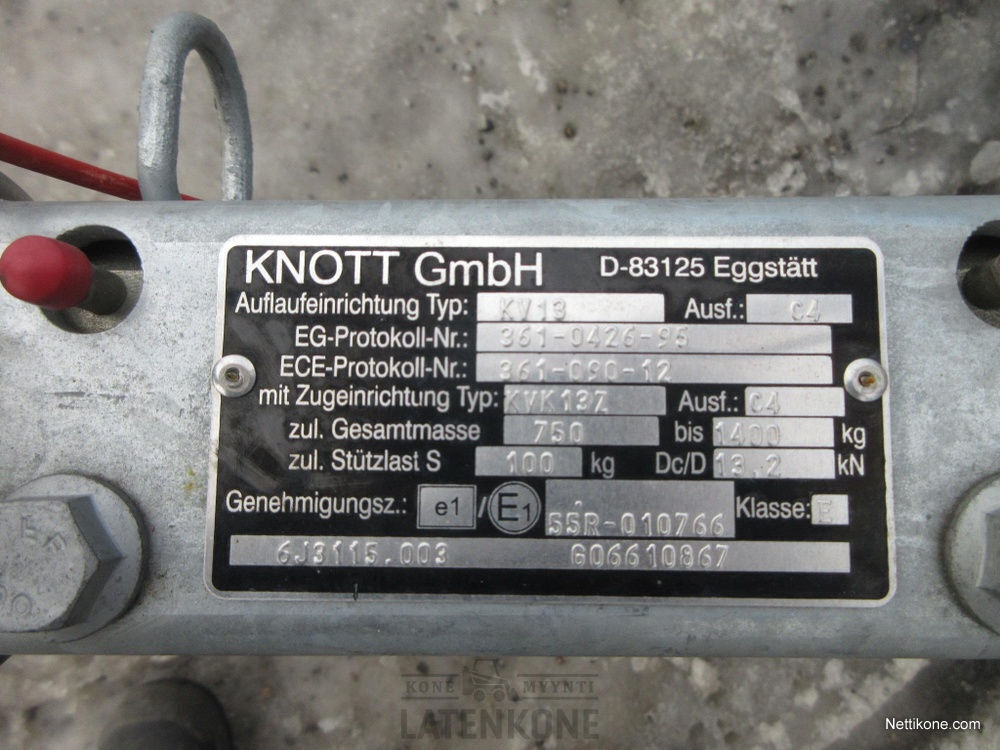 KNOTT GmbH D-83125 Eggstätt
Auflaufeinrichtung Typ: KV13 Ausf.: C4
EG-Protokoll-Nr.: 361-0426-95
ECE-Protokoll-Nr.: 361-090-12
mit Zugeinrichtung Typ: KVK13Z Ausf.: C4
zul. Gesamtmasse 750 bis 1400 kg
zul. Stützlast S 100 kg Dc/D 13.2 kN
Genehmigungsz.: e1 / E1 55R-010766 Klasse: E
6J3115.003 G06610867
KONE MYYNTI
LATENKONE
Nettikone.com